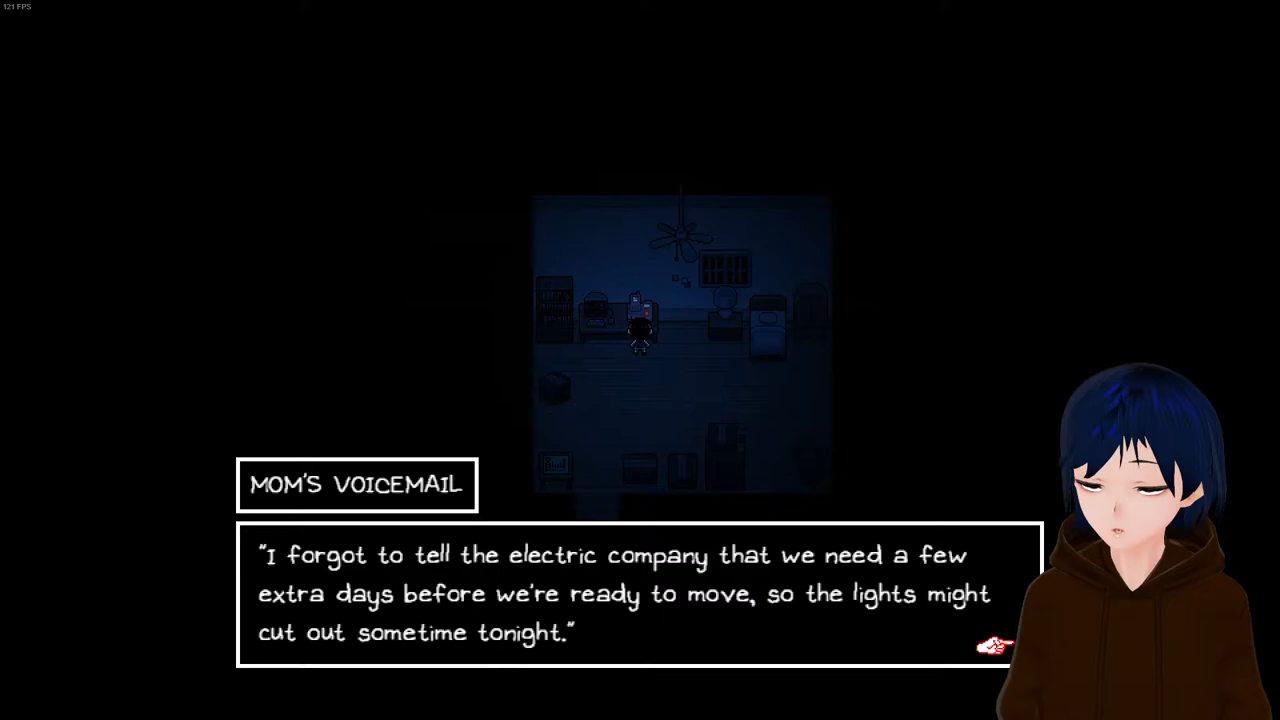 121 FPS
MOM'S VOICEMAIL
"I forgot to tell the electric company that we need a few
extra days before we're ready to move, so the lights might
cut out sometime tonight."